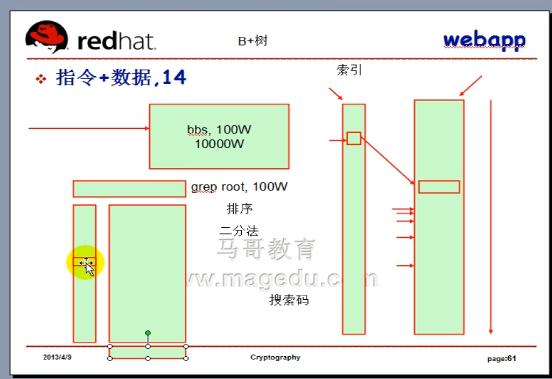 redhat.
B+树
webapp
指令+数据,14
索引
bbs, 100W
10000W
grep root, 100W
排序
二分法
马哥教育
www.magedu.com
搜索码
2013/4/9
Cryptography
page:61